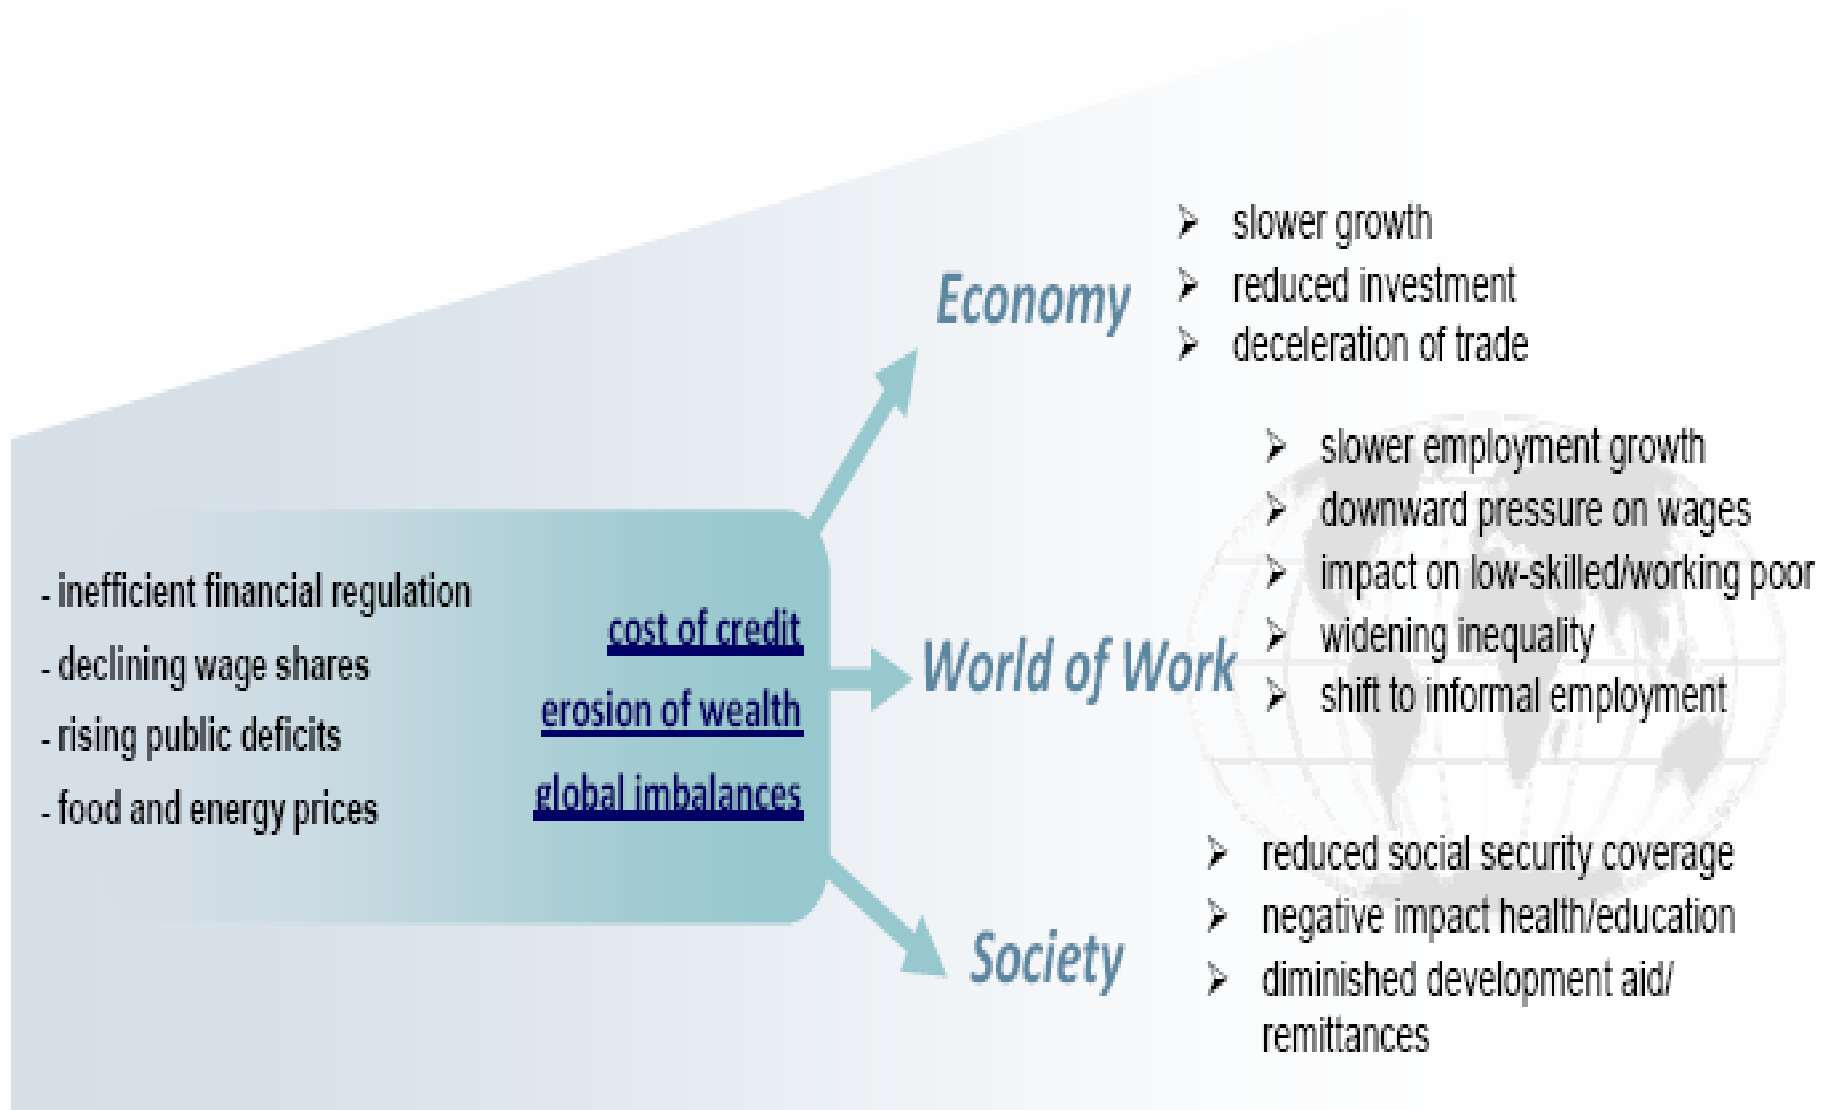 - inefficient financial regulation
- declining wage shares
- rising public deficits
- food and energy prices
cost of credit
erosion of wealth
global imbalances
Economy
➢ slower growth
➢ reduced investment
➢ deceleration of trade
World of Work
➢ slower employment growth
➢ downward pressure on wages
➢ impact on low-skilled/working poor
➢ widening inequality
➢ shift to informal employment
Society
➢ reduced social security coverage
➢ negative impact health/education
➢ diminished development aid/
remittances